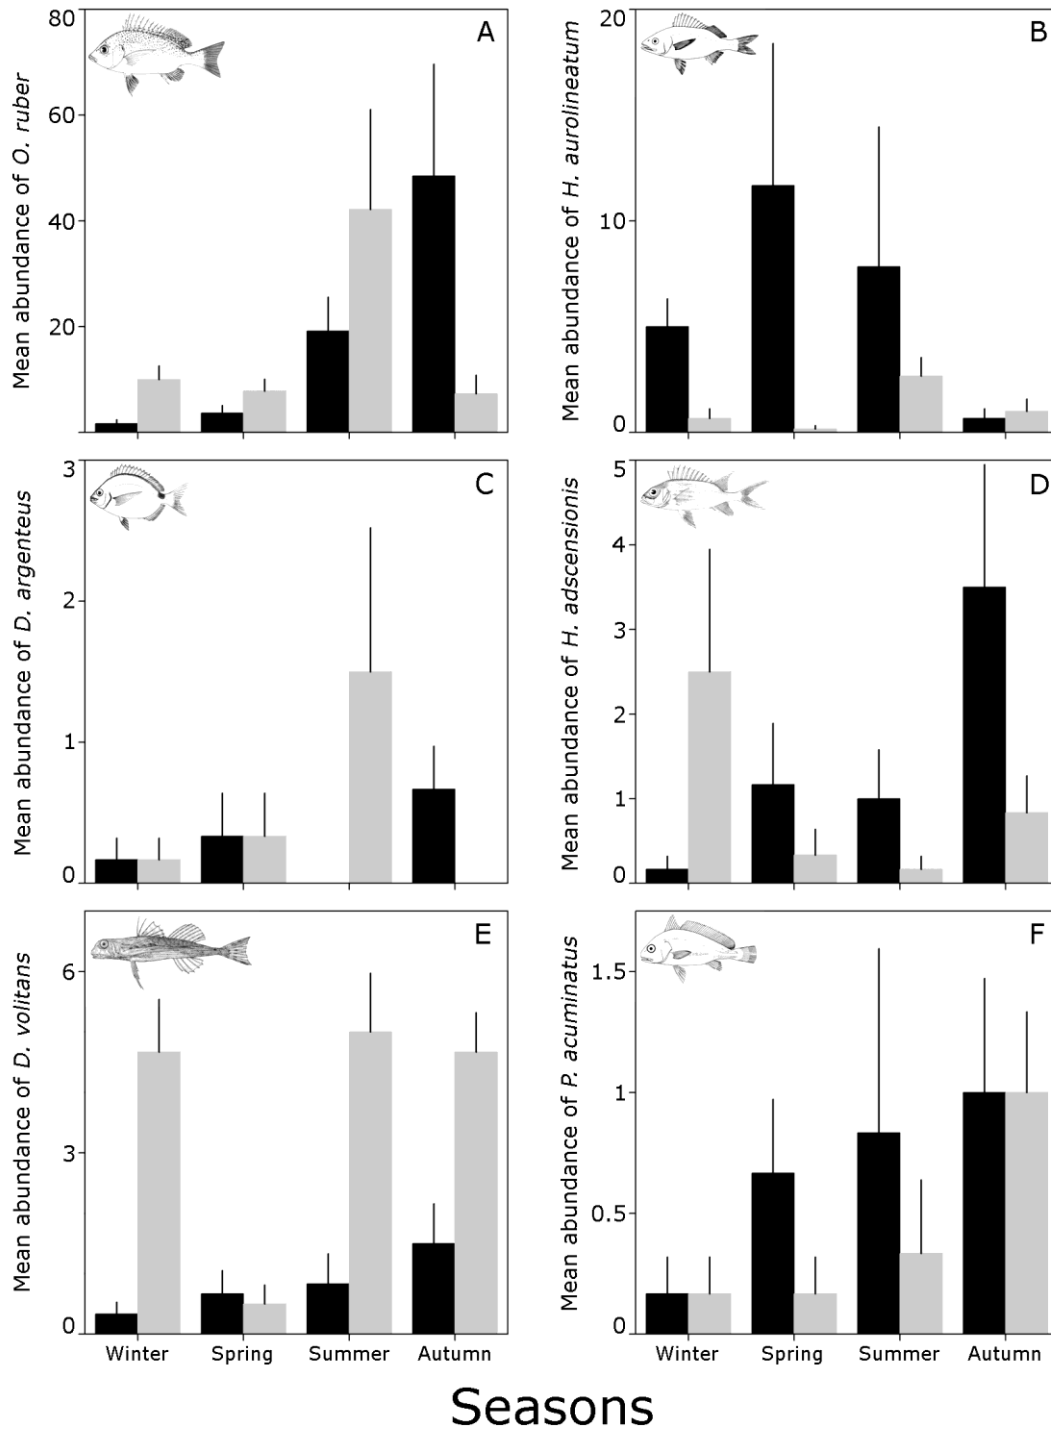 A
Mean abundance of O. ruber
80
60
40
20
B
Mean abundance of H. aurolineatum
20
10
0
C
Mean abundance of D. argenteus
3
2
1
0
D
Mean abundance of H. adscensionis
5
4
3
2
1
0
E
Mean abundance of D. volitans
6
3
0
Winter Spring Summer Autumn
F
Mean abundance of P. acuminatus
1.5
1
0.5
0
Winter Spring Summer Autumn
Seasons